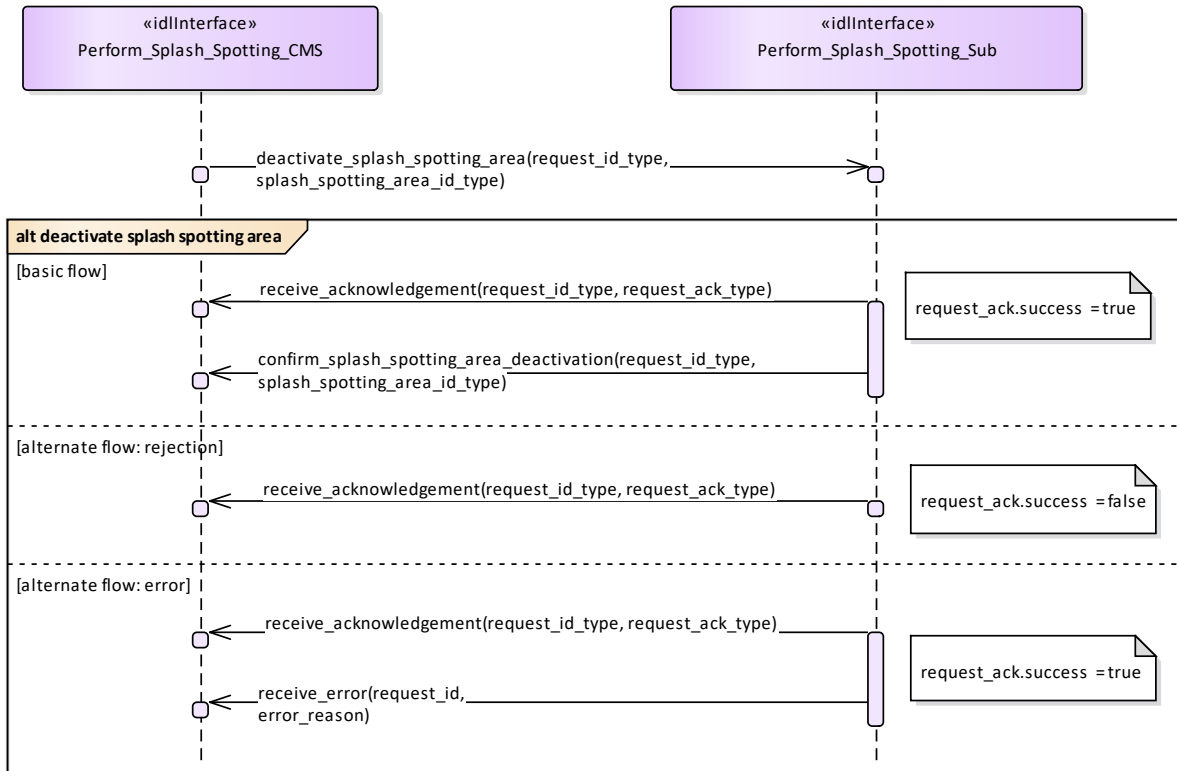 «idlInterface»
Perform_Splash_Spotting_CMS
«idlInterface»
Perform_Splash_Spotting_Sub
deactivate_splash_spotting_area(request_id_type,
splash_spotting_area_id_type)
alt deactivate splash spotting area
[basic flow]
receive_acknowledgement(request_id_type, request_ack_type)
request_ack.success =true
confirm_splash_spotting_area_deactivation(request_id_type,
splash_spotting_area_id_type)
[alternate flow: rejection]
receive_acknowledgement(request_id_type, request_ack_type)
request_ack.success =false
[alternate flow: error]
receive_acknowledgement(request_id_type, request_ack_type)
request_ack.success =true
receive_error(request_id,
error_reason)